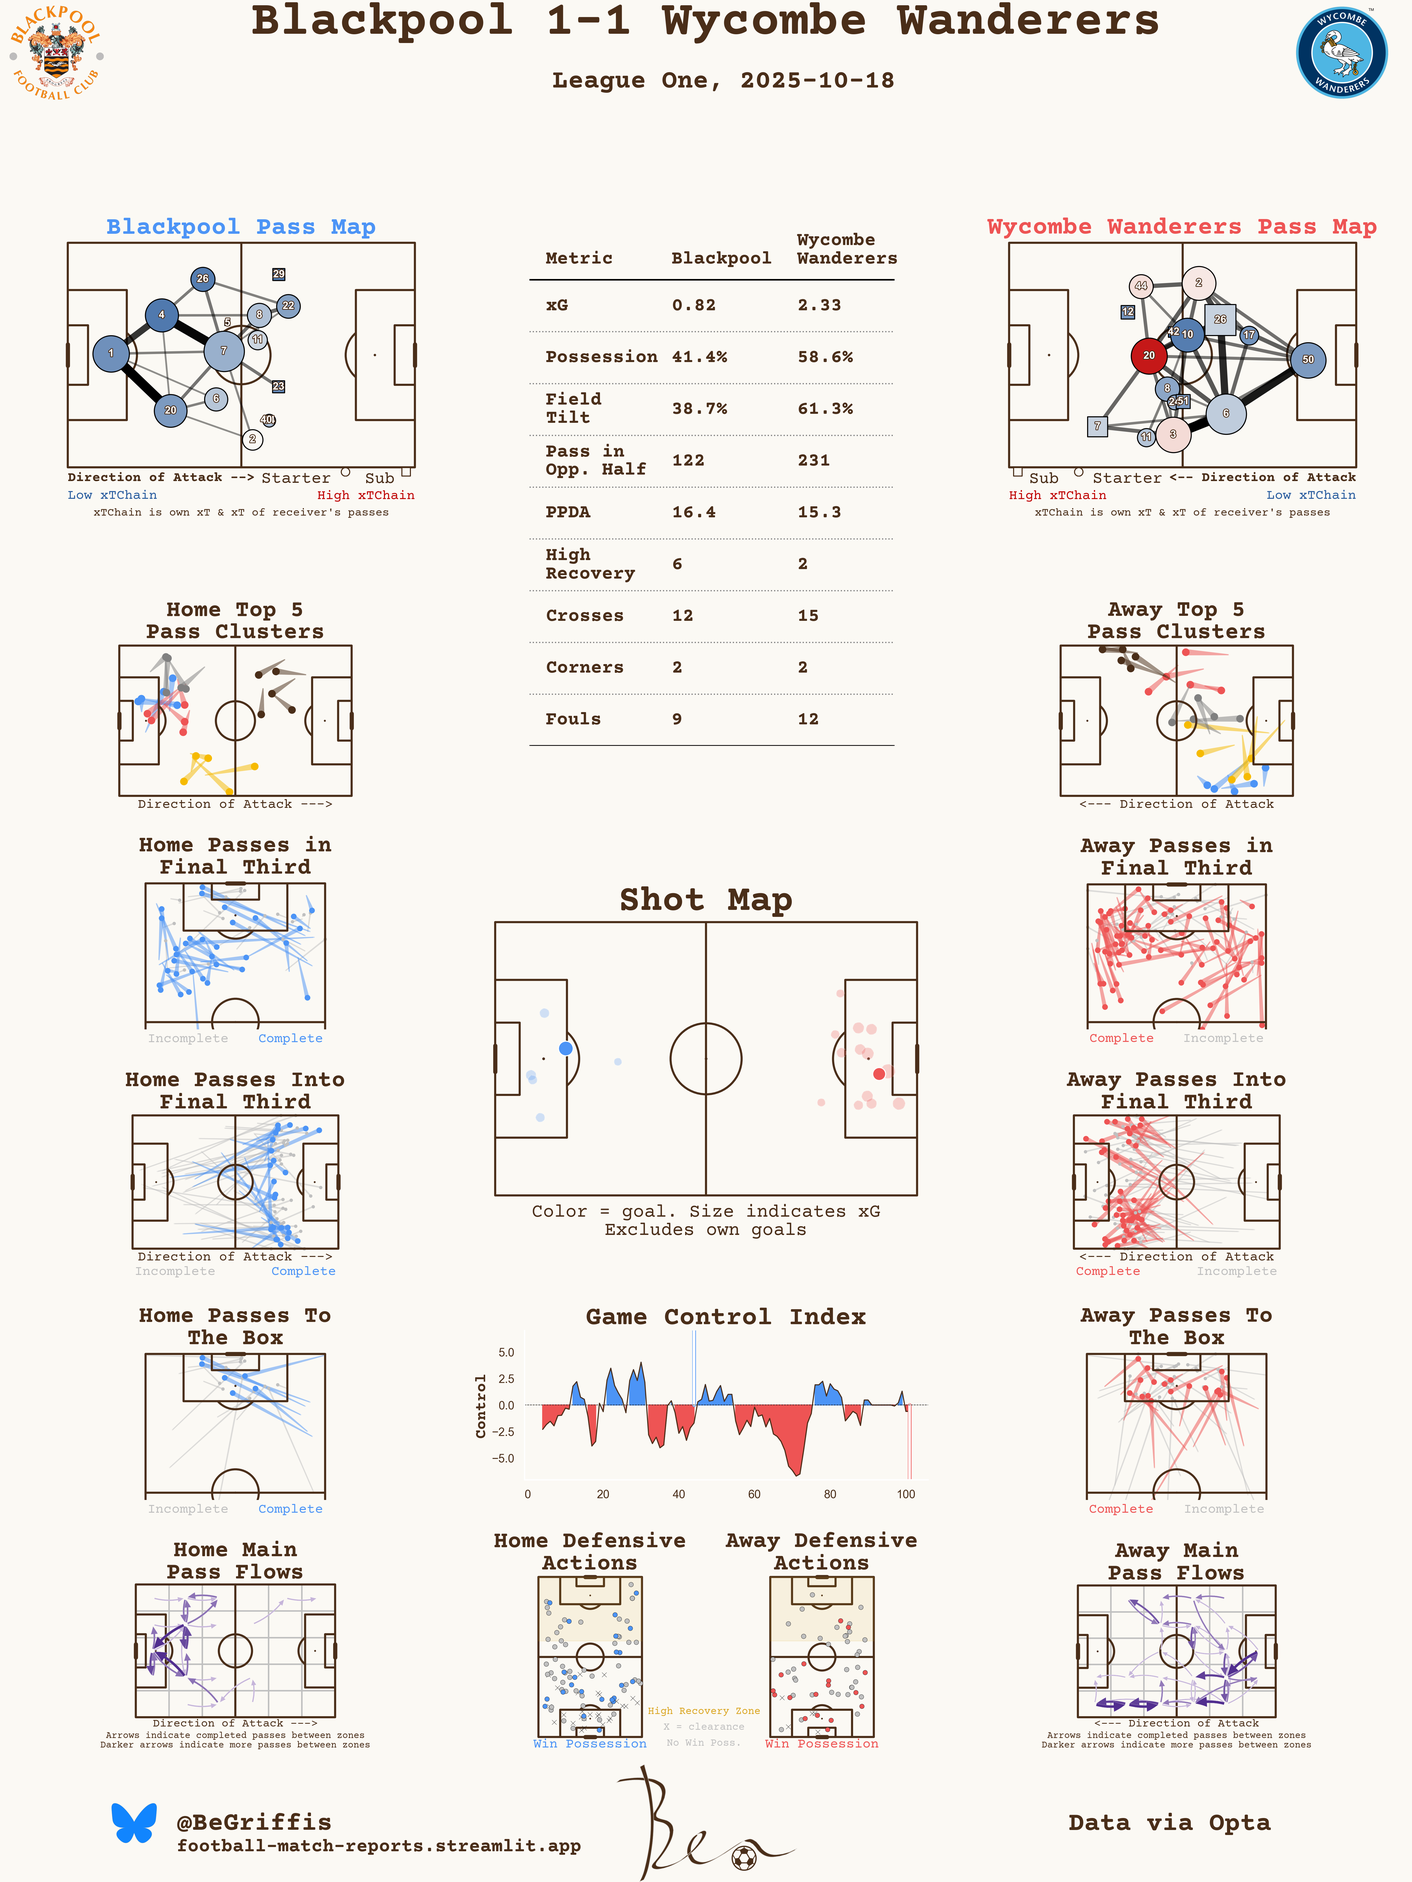 Blackpool 1-1 Wycombe Wanderers
League One, 2025-10-18
BLACKPOOL
FOOTBALL CLUB
WYCOMBE
WANDERERS
TM
Blackpool Pass Map
26
29
22
4
8
5
11
1
7
23
6
20
40
2
Direction of Attack --> Starter Sub
Low xTChain High xTChain
xTChain is own xT & xT of receiver's passes
Metric Blackpool Wycombe Wanderers
xG 0.82 2.33
Possession 41.4% 58.6%
Field Tilt 38.7% 61.3%
Pass in Opp. Half 122 231
PPDA 16.4 15.3
High Recovery 6 2
Crosses 12 15
Corners 2 2
Fouls 9 12
Wycombe Wanderers Pass Map
44
2
12
26
42
10
17
20
50
8
51
6
7
11
3
Sub Starter <-- Direction of Attack
High xTChain Low xTChain
xTChain is own xT & xT of receiver's passes
Home Top 5
Pass Clusters
Direction of Attack --->
Away Top 5
Pass Clusters
<--- Direction of Attack
Home Passes in
Final Third
Incomplete Complete
Away Passes in
Final Third
Complete Incomplete
Shot Map
Color = goal. Size indicates xG
Excludes own goals
Home Passes Into
Final Third
Direction of Attack --->
Incomplete Complete
Away Passes Into
Final Third
<--- Direction of Attack
Complete Incomplete
Home Passes To
The Box
Incomplete Complete
Game Control Index
Control
5.0
2.5
0.0
−2.5
−5.0
0 20 40 60 80 100
Away Passes To
The Box
Complete Incomplete
Home Main
Pass Flows
Direction of Attack --->
Arrows indicate completed passes between zones
Darker arrows indicate more passes between zones
Home Defensive
Actions
Win Possession
High Recovery Zone
X = clearance
No Win Poss.
Away Defensive
Actions
Win Possession
Away Main
Pass Flows
<--- Direction of Attack
Arrows indicate completed passes between zones
Darker arrows indicate more passes between zones
@BeGriffis
football-match-reports.streamlit.app
Ben
Data via Opta